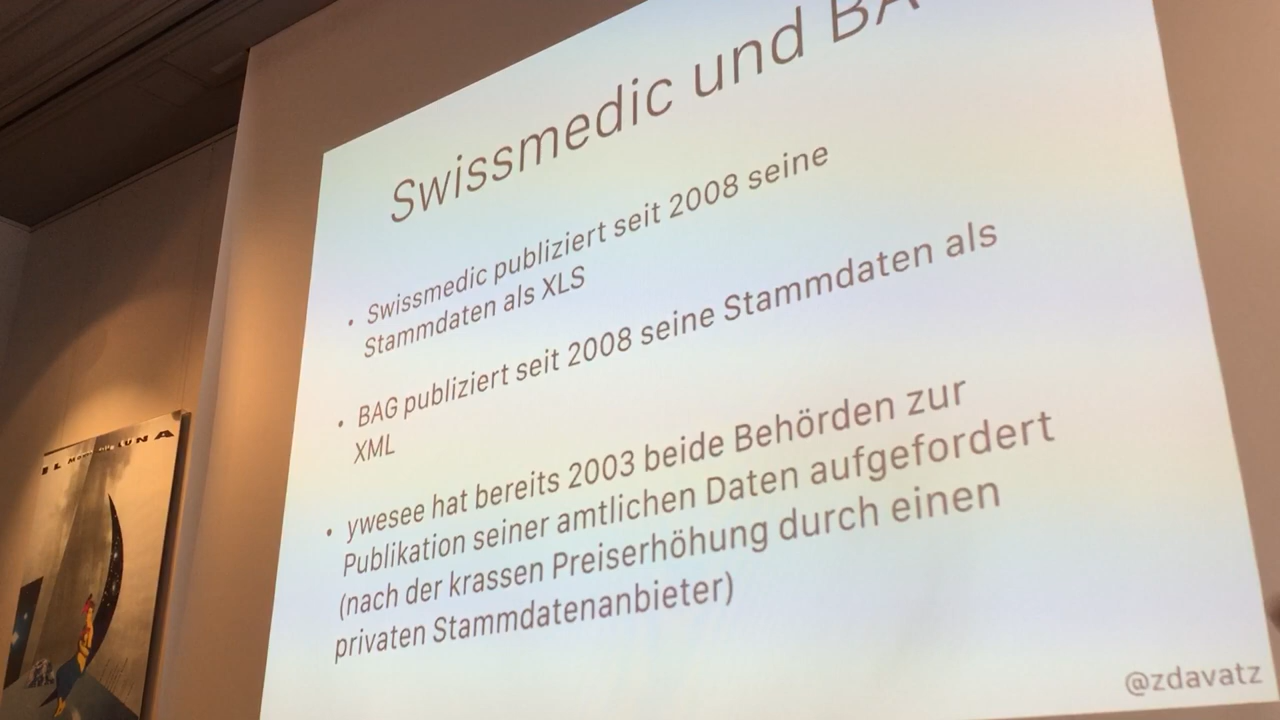 Swissmedic und BA
• Swissmedic publiziert seit 2008 seine
Stammdaten als XLS
• BAG publiziert seit 2008 seine Stammdaten als
XML
• ywesee hat bereits 2003 beide Behörden zur
Publikation seiner amtlichen Daten aufgefordert
(nach der krassen Preiserhöhung durch einen
privaten Stammdatenanbieter)
@zdavatz
IL LUNA